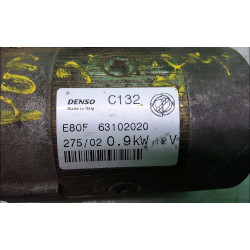 DENSO C132
Made in Italy
E80F 63102020
275/02 0.9kW 12V